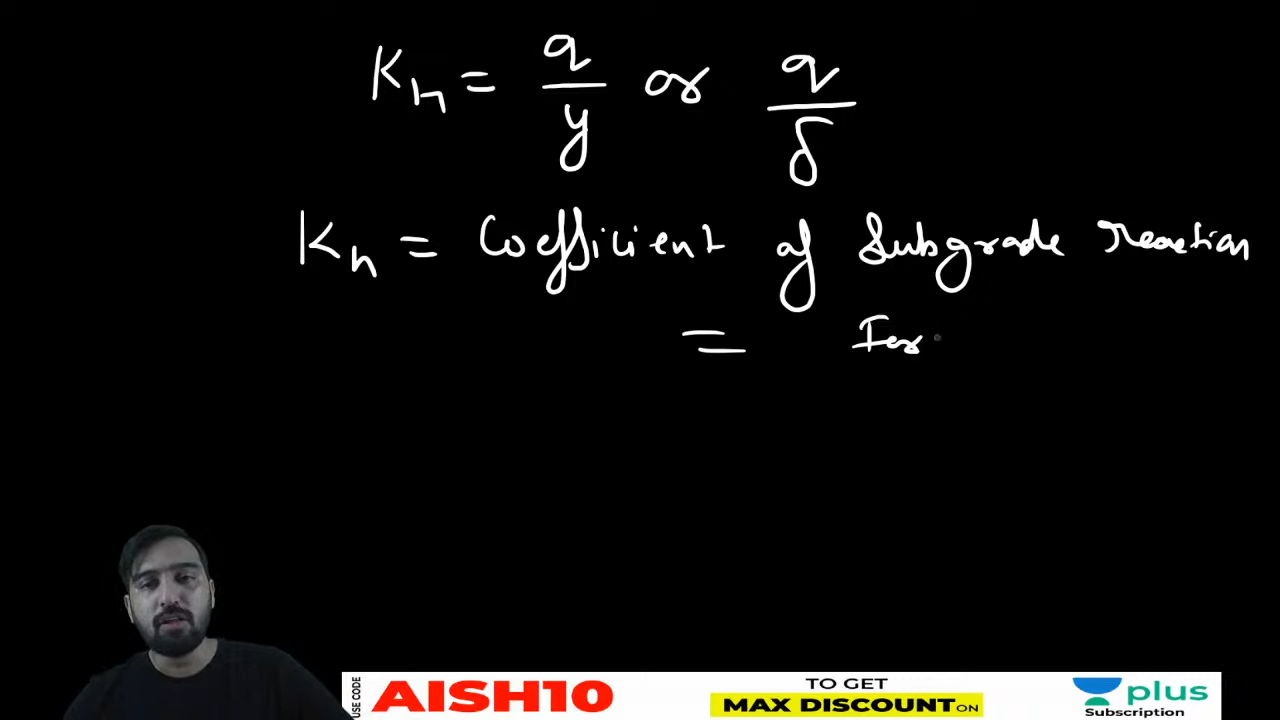 Kh = q/y or q/δ
Kh = Coefficient of Subgrade reaction
= For
USE CODE
AISH10
TO GET
MAX DISCOUNT ON
plus
Subscription